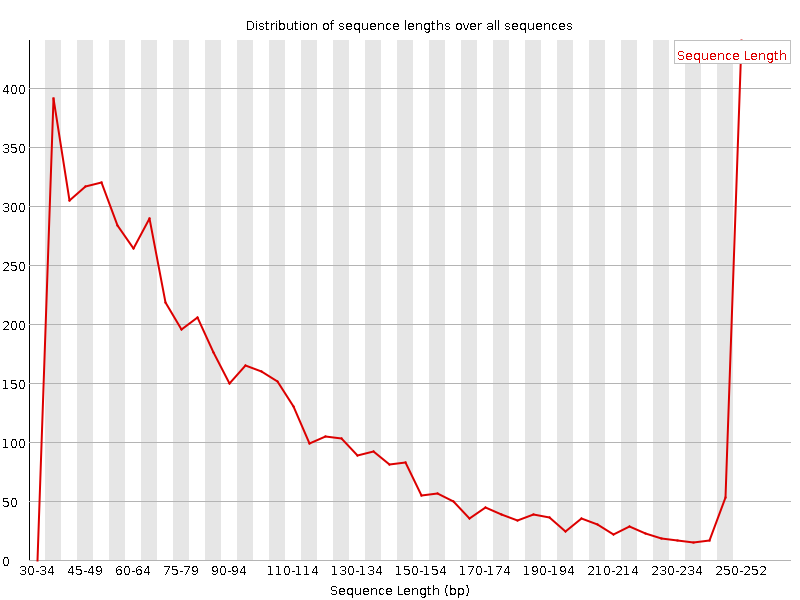 Distribution of sequence lengths over all sequences
Sequence Length
400
350
300
250
200
150
100
50
0
30-34 45-49 60-64 75-79 90-94 110-114 130-134 150-154 170-174 190-194 210-214 230-234 250-252
Sequence Length (bp)